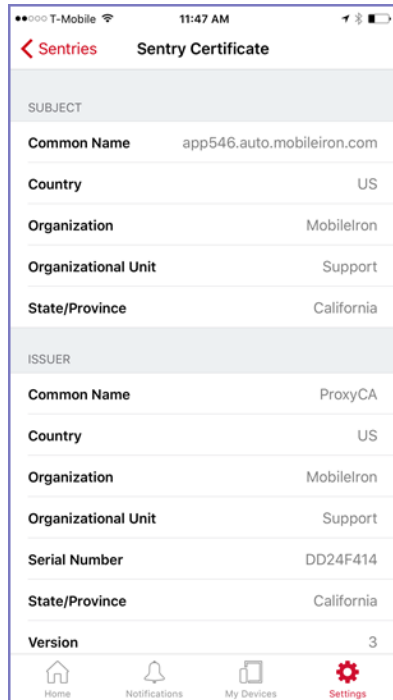 T-Mobile 11:47 AM
Sentries Sentry Certificate
SUBJECT
Common Name app546.auto.mobileiron.com
Country US
Organization MobileIron
Organizational Unit Support
State/Province California
ISSUER
Common Name ProxyCA
Country US
Organization MobileIron
Organizational Unit Support
Serial Number DD24F414
State/Province California
Version 3
Home Notifications My Devices Settings